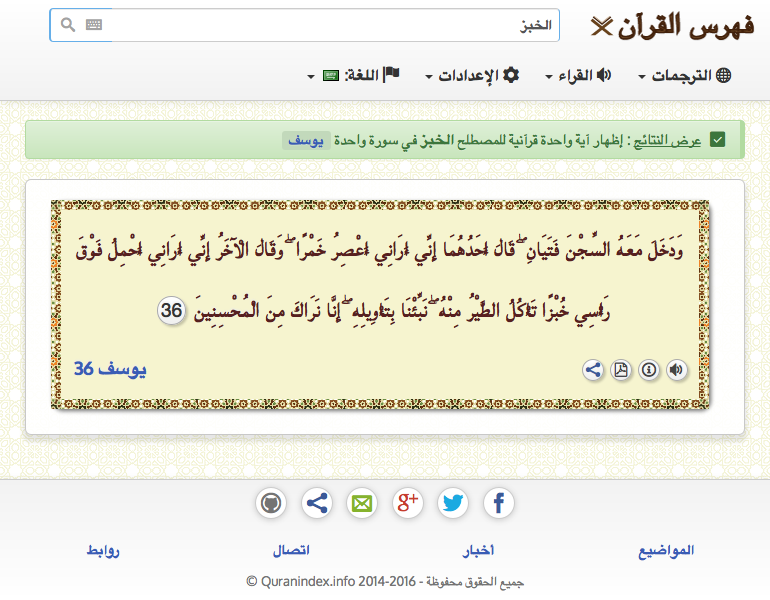 فهرس القرآن
الخبز
الترجمات
القراء
الإعدادات
اللغة:
عرض النتائج : إظهار آية واحدة قرآنية للمصطلح الخبز في سورة واحدة يوسف
وَدَخَلَ مَعَهُ السِّجْنَ فَتَيَانِ ۖ قَالَ أَحَدُهُمَا إِنِّي أَرَانِي أَعْصِرُ خَمْرًا ۖ وَقَالَ الْآخَرُ إِنِّي أَرَانِي أَحْمِلُ فَوْقَ
رَأْسِي خُبْزًا تَأْكُلُ الطَّيْرُ مِنْهُ ۖ نَبِّئْنَا بِتَأْوِيلِهِ ۖ إِنَّا نَرَاكَ مِنَ الْمُحْسِنِينَ 36
يوسف 36
المواضيع
أخبار
اتصال
روابط
جميع الحقوق محفوظة - Quranindex.info 2014-2016 ©